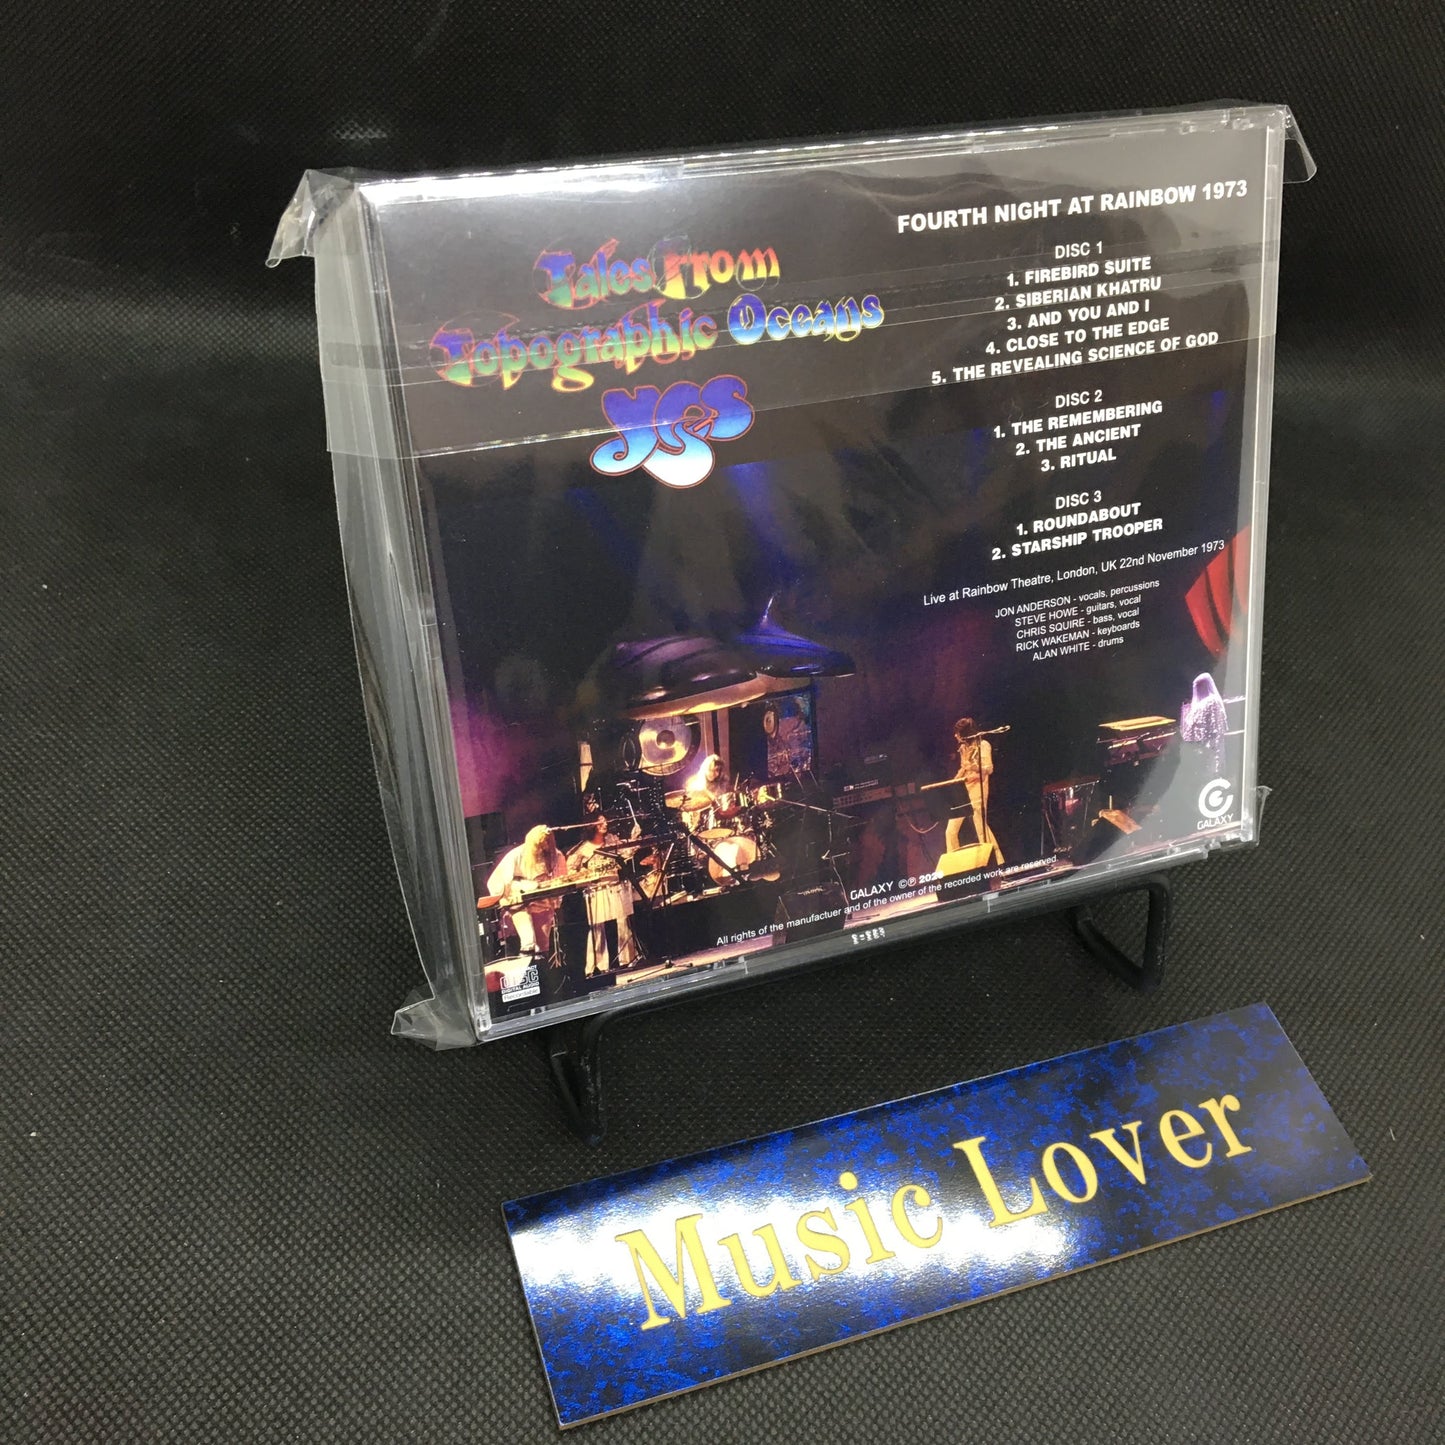 FOURTH NIGHT AT RAINBOW 1973
Tales From
Topographic Oceans
Yes
DISC 1
1. FIREBIRD SUITE
2. SIBERIAN KHATRU
3. AND YOU AND I
4. CLOSE TO THE EDGE
5. THE REVEALING SCIENCE OF GOD
DISC 2
1. THE REMEMBERING
2. THE ANCIENT
3. RITUAL
DISC 3
1. ROUNDABOUT
2. STARSHIP TROOPER
Live at Rainbow Theatre, London, UK 22nd November 1973
JON ANDERSON - vocals, percussions
STEVE HOWE - guitars, vocal
CHRIS SQUIRE - bass, vocal
RICK WAKEMAN - keyboards
ALAN WHITE - drums
GALAXY
GALAXY ©℗
All rights of the manufactuer and of the owner of the recorded work are reserved
DISC
DIGITAL AUDIO
Recordable
Music Lover